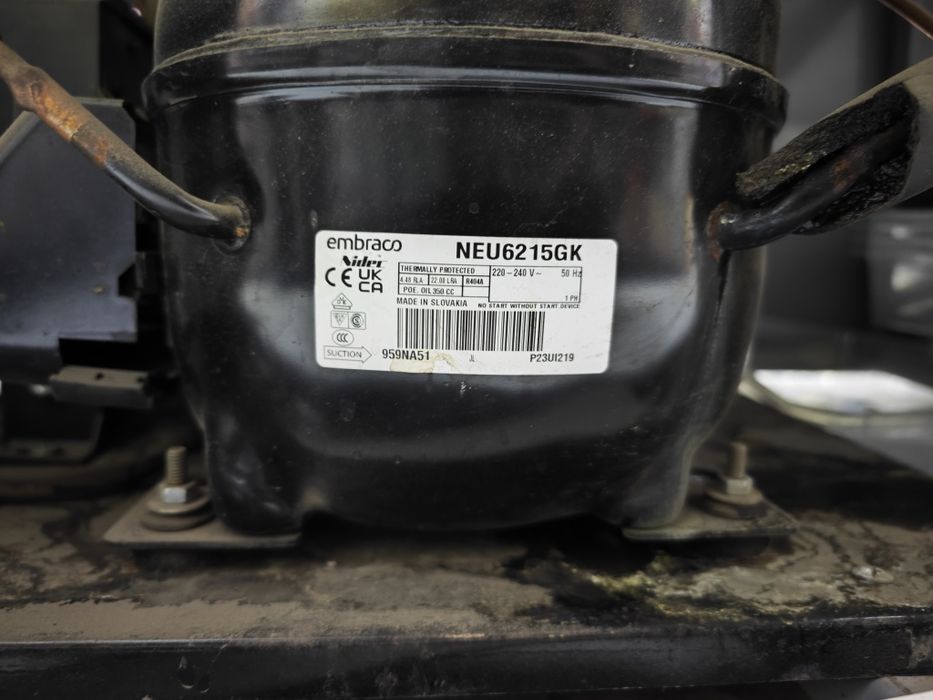 embraco
Nidec
NEU6215GK
CE UK CA
THERMALLY PROTECTED
4.48 RLA 22.00 LRA R404A
POE. OIL 350 CC
220-240 V~ 50 Hz
1 PH
MADE IN SLOVAKIA
NO START WITHOUT START DEVICE
CCC
SUCTION
959NA51
JL
P23UI219